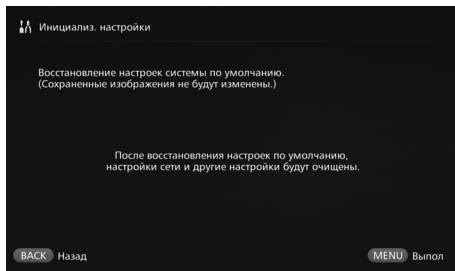 Инициализ. настройки
Восстановление настроек системы по умолчанию.
(Сохраненные изображения не будут изменены.)
После восстановления настроек по умолчанию,
настройки сети и другие настройки будут очищены.
BACK Назад
MENU Выпол